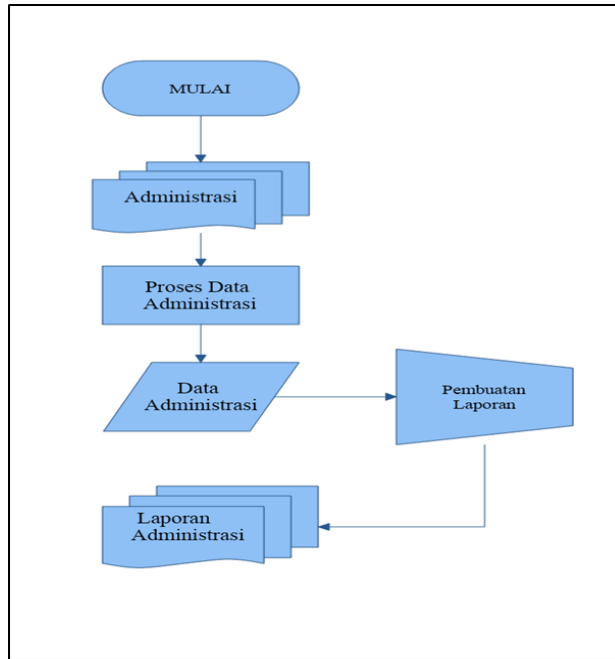 MULAI
Administrasi
Proses Data
Administrasi
Data
Administrasi
Pembuatan
Laporan
Laporan
Administrasi